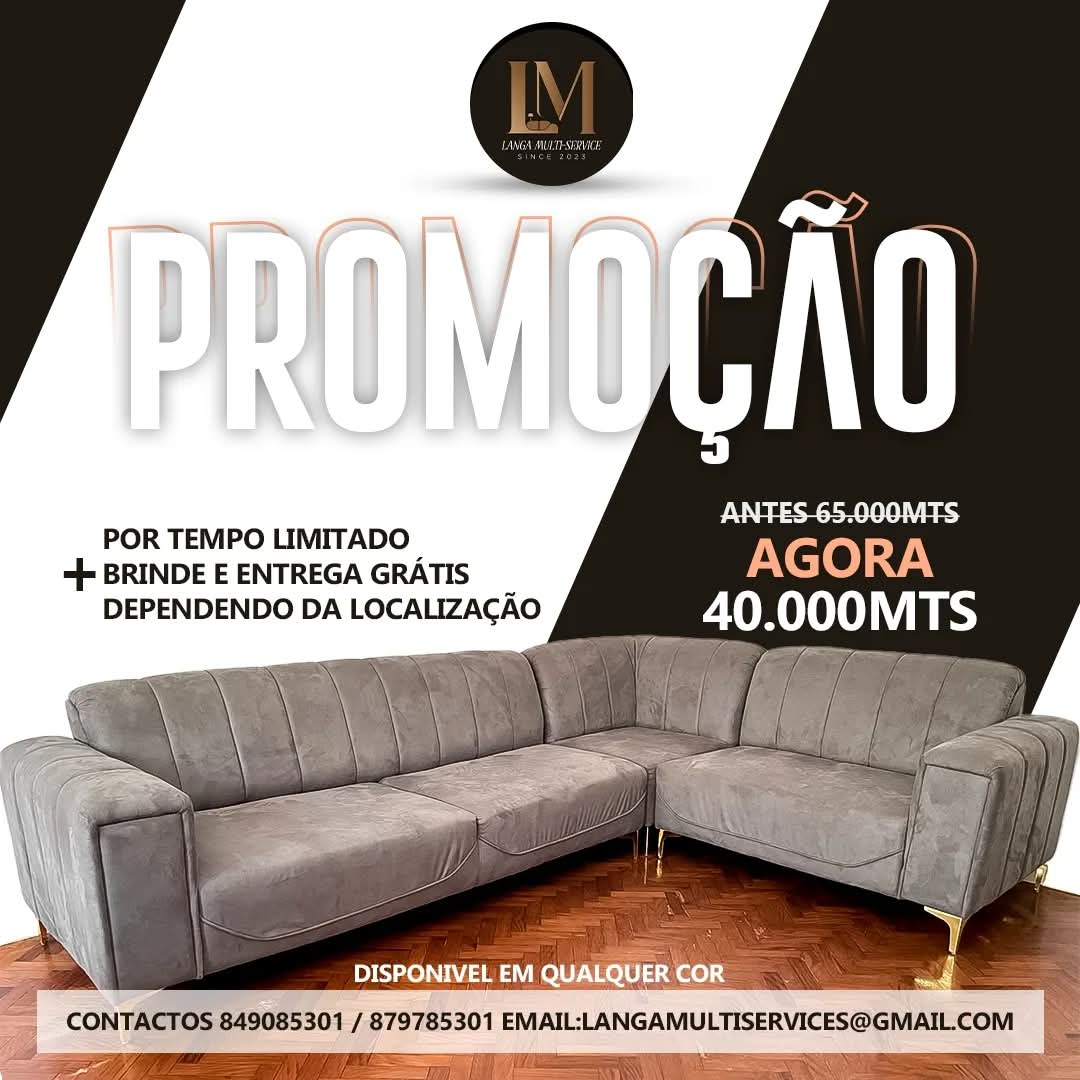 LM
LANGA MULTI-SERVICE
SINCE 2023
PROMOÇÃO
POR TEMPO LIMITADO
+ BRINDE E ENTREGA GRÁTIS
DEPENDENDO DA LOCALIZAÇÃO
ANTES 65.000MTS
AGORA
40.000MTS
DISPONIVEL EM QUALQUER COR
CONTACTOS 849085301 / 879785301 EMAIL:LANGAMULTISERVICES@GMAIL.COM